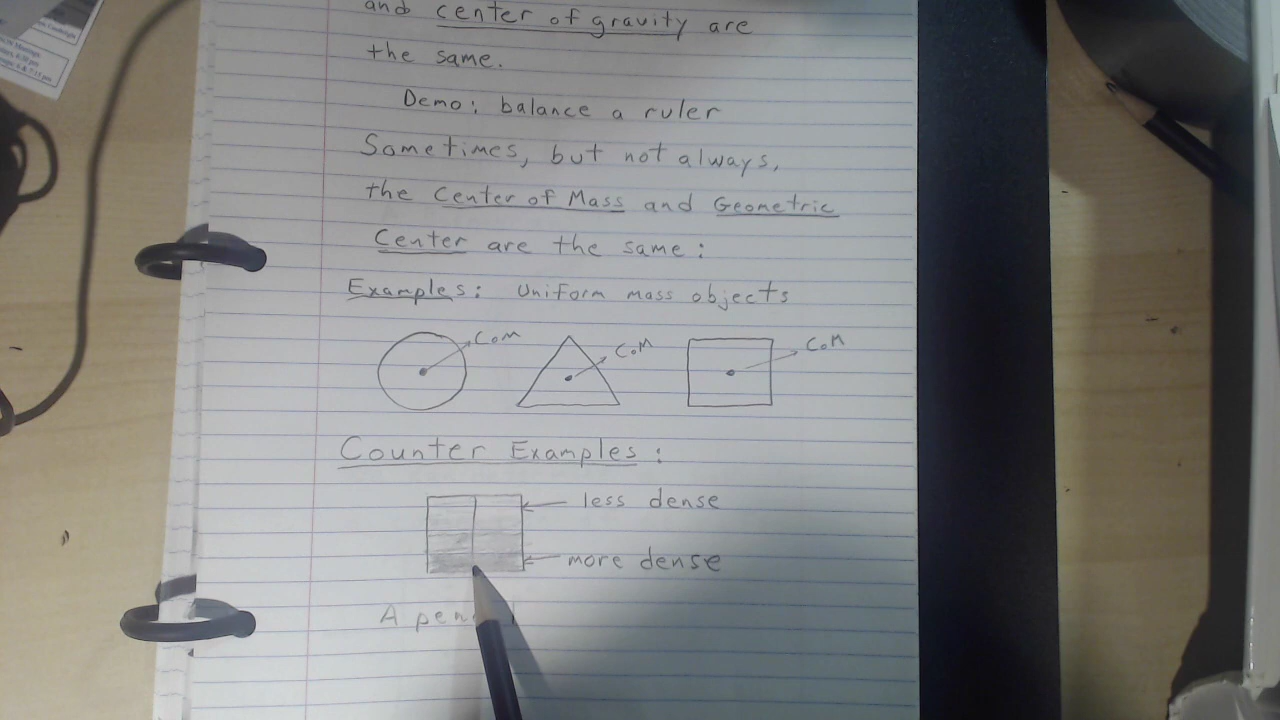 and center of gravity are
the same.
Demo: balance a ruler
Sometimes, but not always,
the Center of Mass and Geometric
Center are the same:
Examples: Uniform mass objects
CoM CoM CoM
Counter Examples:
less dense
more dense
A